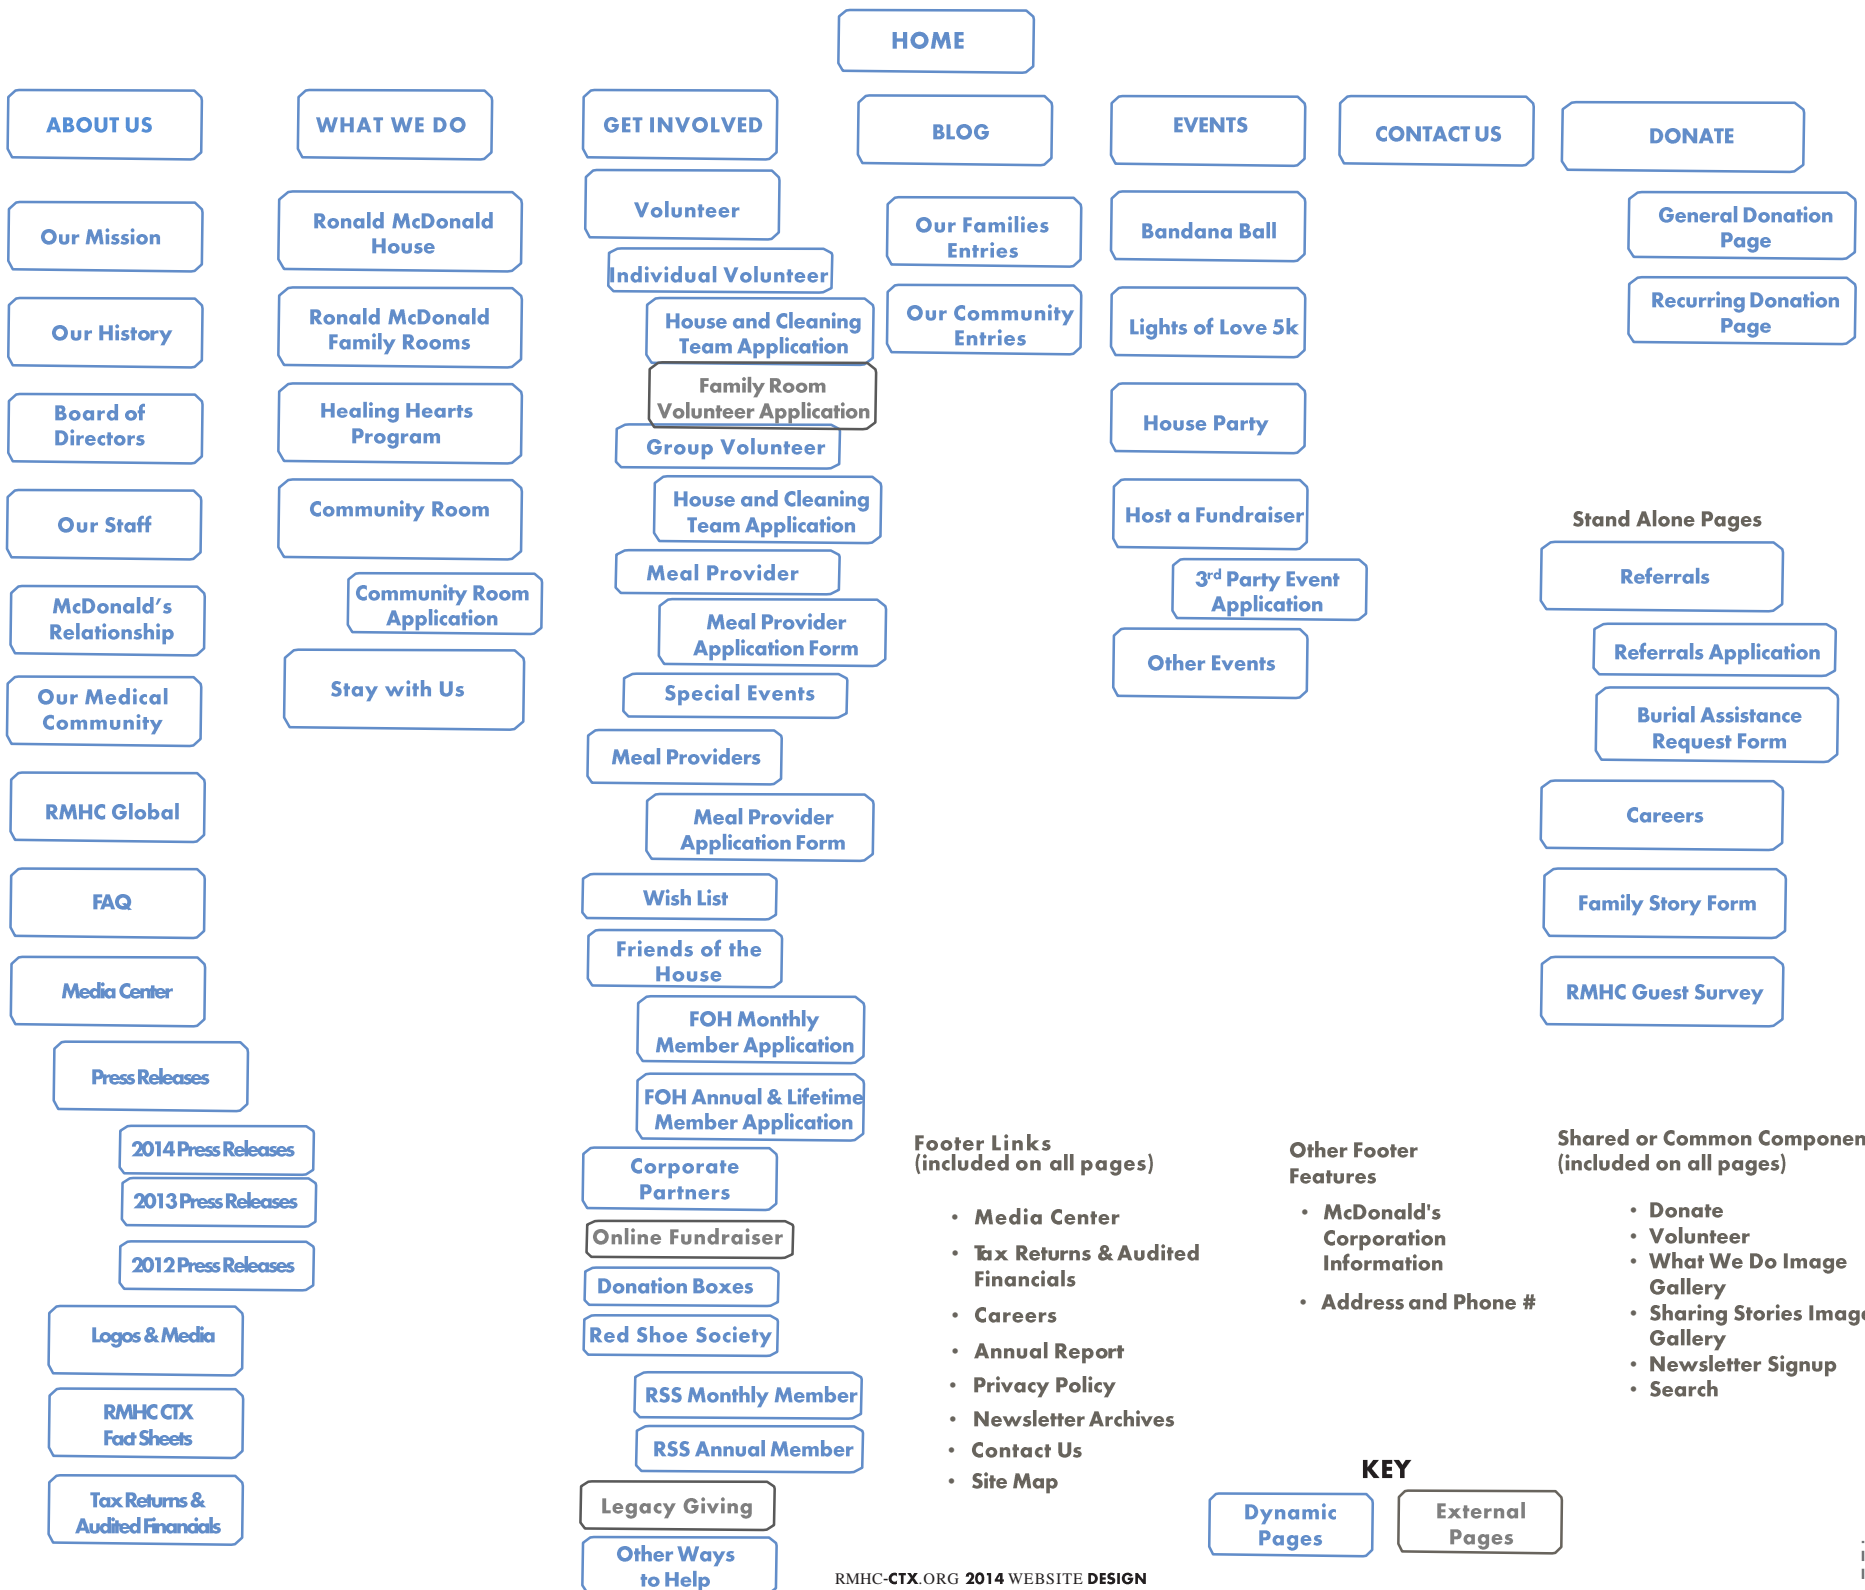 HOME
ABOUT US
WHAT WE DO
GET INVOLVED
BLOG
EVENTS
CONTACT US
DONATE
Our Mission
Our History
Board of
Directors
Our Staff
McDonald's
Relationship
Our Medical
Community
RMHC Global
FAQ
Media Center
Press Releases
2014 Press Releases
2013 Press Releases
2012 Press Releases
Logos & Media
RMHC CTX
Fact Sheets
Tax Returns &
Audited Financials
Ronald McDonald
House
Ronald McDonald
Family Rooms
Healing Hearts
Program
Community Room
Community Room
Application
Stay with Us
Volunteer
Individual Volunteer
House and Cleaning
Team Application
Family Room
Volunteer Application
Group Volunteer
House and Cleaning
Team Application
Meal Provider
Meal Provider
Application Form
Special Events
Meal Providers
Meal Provider
Application Form
Wish List
Friends of the
House
FOH Monthly
Member Application
FOH Annual & Lifetime
Member Application
Corporate
Partners
Online Fundraiser
Donation Boxes
Red Shoe Society
RSS Monthly Member
RSS Annual Member
Legacy Giving
Other Ways
to Help
Our Families
Entries
Our Community
Entries
Bandana Ball
Lights of Love 5k
House Party
Host a Fundraiser
3rd Party Event
Application
Other Events
General Donation
Page
Recurring Donation
Page
Stand Alone Pages
Referrals
Referrals Application
Burial Assistance
Request Form
Careers
Family Story Form
RMHC Guest Survey
Footer Links
(included on all pages)
• Media Center
• Tax Returns & Audited
Financials
• Careers
• Annual Report
• Privacy Policy
• Newsletter Archives
• Contact Us
• Site Map
Other Footer
Features
• McDonald's
Corporation
Information
• Address and Phone #
Shared or Common Componen
(included on all pages)
• Donate
• Volunteer
• What We Do Image
Gallery
• Sharing Stories Image
Gallery
• Newsletter Signup
• Search
KEY
Dynamic
Pages
External
Pages
RMHC-CTX.ORG 2014 WEBSITE DESIGN